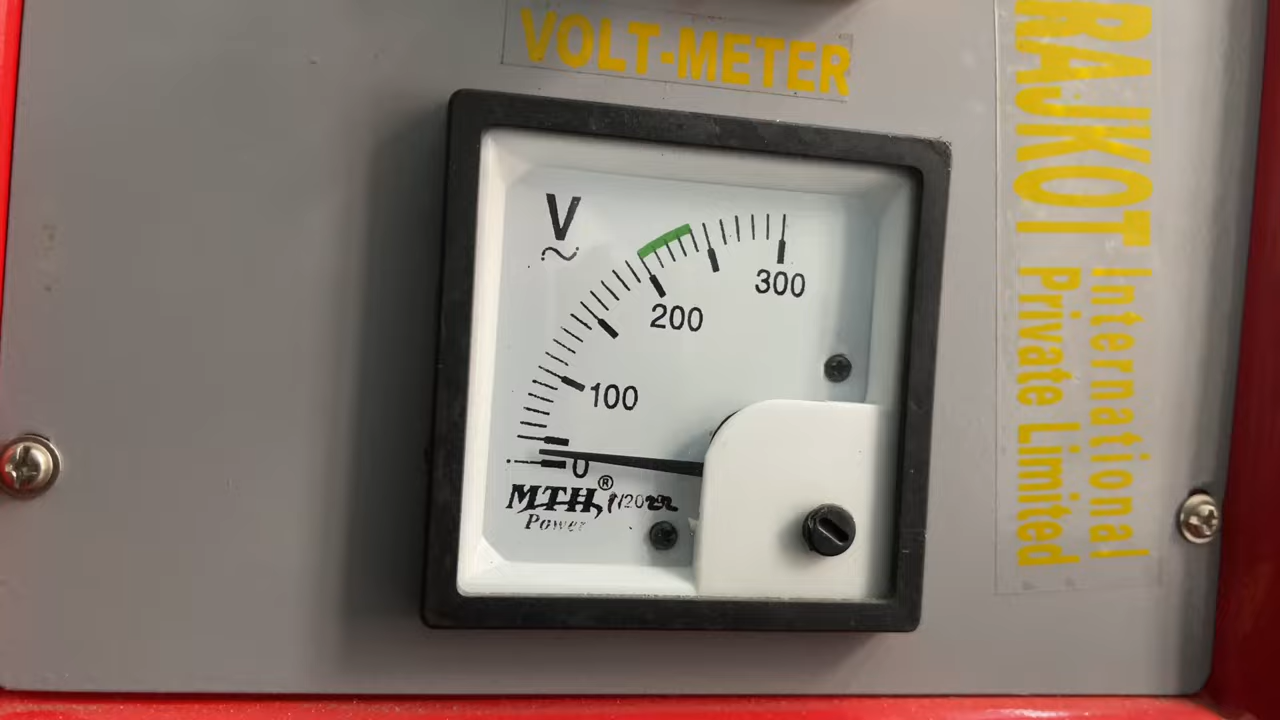 VOLT-METER
RAJKOT
International
Private Limited
V
300
200
100
0
MTH®
Power